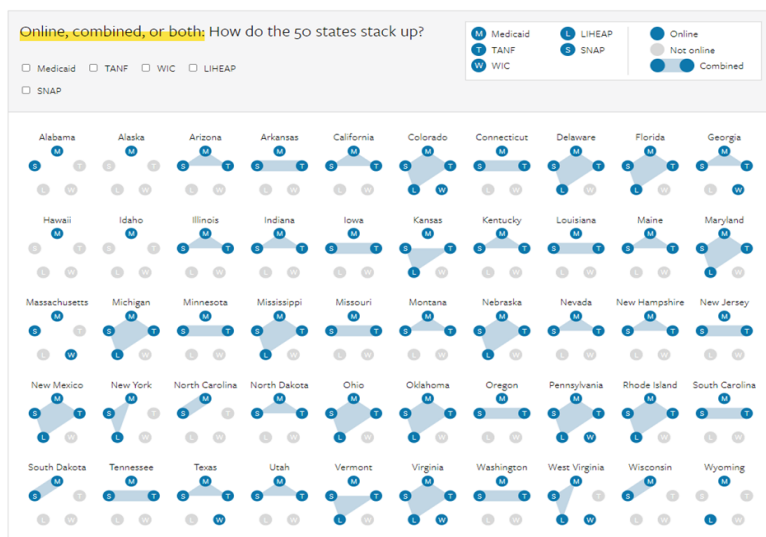 Online, combined, or both: How do the 50 states stack up?
Medicaid TANF WIC LIHEAP
SNAP
M Medicaid L LIHEAP Online
T TANF S SNAP Not online
W WIC Combined
Alabama Alaska Arizona Arkansas California Colorado Connecticut Delaware Florida Georgia
M M M M M M M M M M
S T S T S T S T S T S T S T S T S T S T
L W L W L W L W L W L W L W L W L W L W
Hawaii Idaho Illinois Indiana Iowa Kansas Kentucky Louisiana Maine Maryland
M M M M M M M M M M
S T S T S T S T S T S T S T S T S T S T
L W L W L W L W L W L W L W L W L W L W
Massachusetts Michigan Minnesota Mississippi Missouri Montana Nebraska Nevada New Hampshire New Jersey
M M M M M M M M M M
S T S T S T S T S T S T S T S T S T S T
L W L W L W L W L W L W L W L W L W L W
New Mexico New York North Carolina North Dakota Ohio Oklahoma Oregon Pennsylvania Rhode Island South Carolina
M M M M M M M M M M
S T S T S T S T S T S T S T S T S T S T
L W L W L W L W L W L W L W L W L W L W
South Dakota Tennessee Texas Utah Vermont Virginia Washington West Virginia Wisconsin Wyoming
M M M M M M M M M M
S T S T S T S T S T S T S T S T S T S T
L W L W L W L W L W L W L W L W L W L W